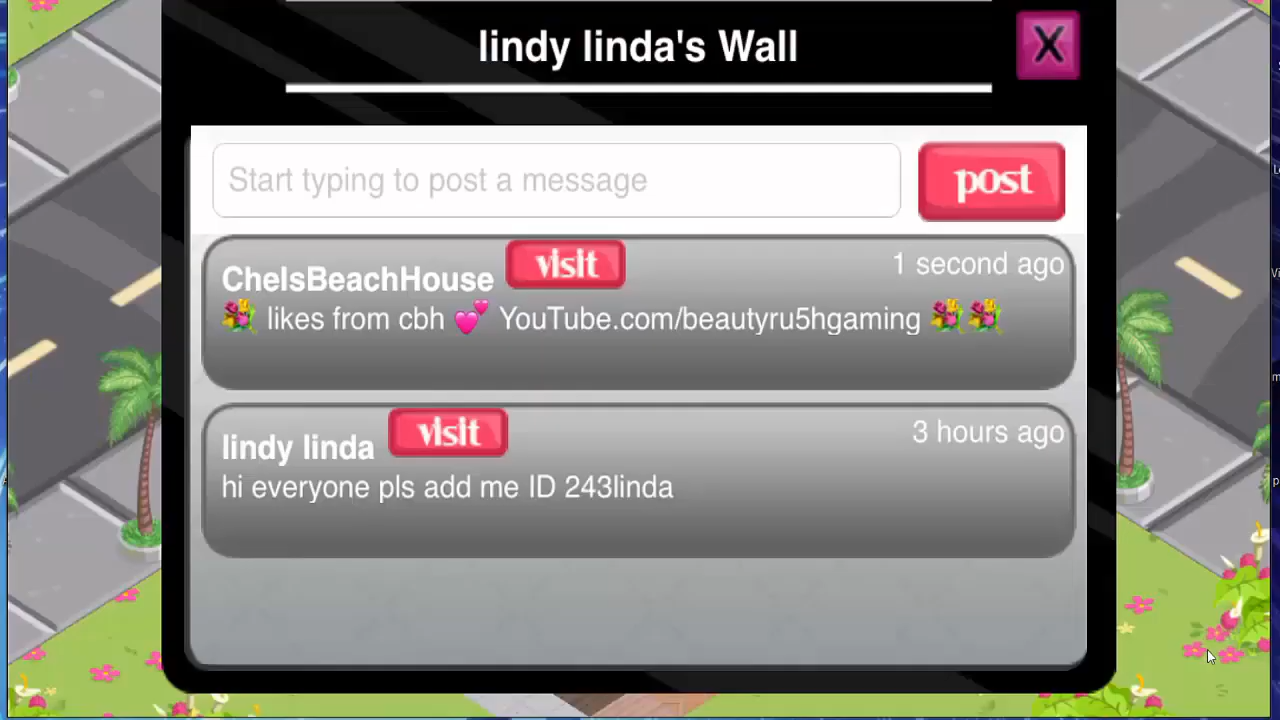 lindy linda's Wall
X
Start typing to post a message
post
ChelsBeachHouse
visit
1 second ago
💐 likes from cbh 💕 YouTube.com/beautyru5hgaming 💐💐
lindy linda
visit
3 hours ago
hi everyone pls add me ID 243linda